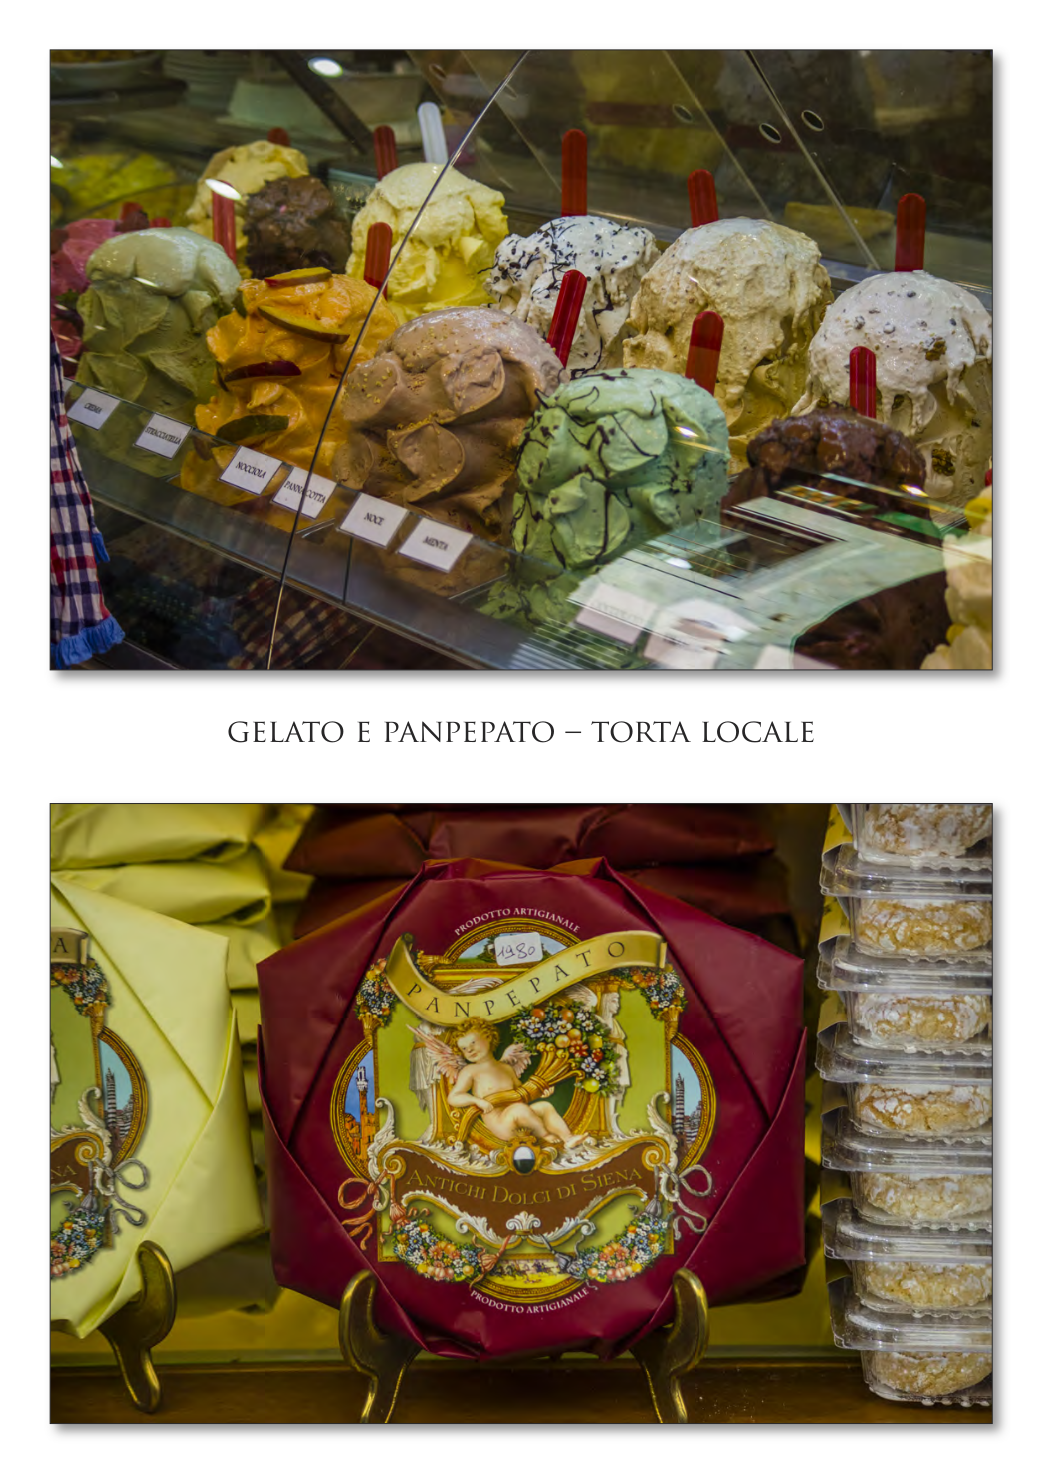 CREMA
STRACCIATELLA
NOCCIOLA
PANNA COTTA
NOCE
MENTA
GELATO E PANPEPATO – TORTA LOCALE
PRODOTTO ARTIGIANALE
1980
PANPEPATO
ANTICHI DOLCI DI SIENA
PRODOTTO ARTIGIANALE
A
NA